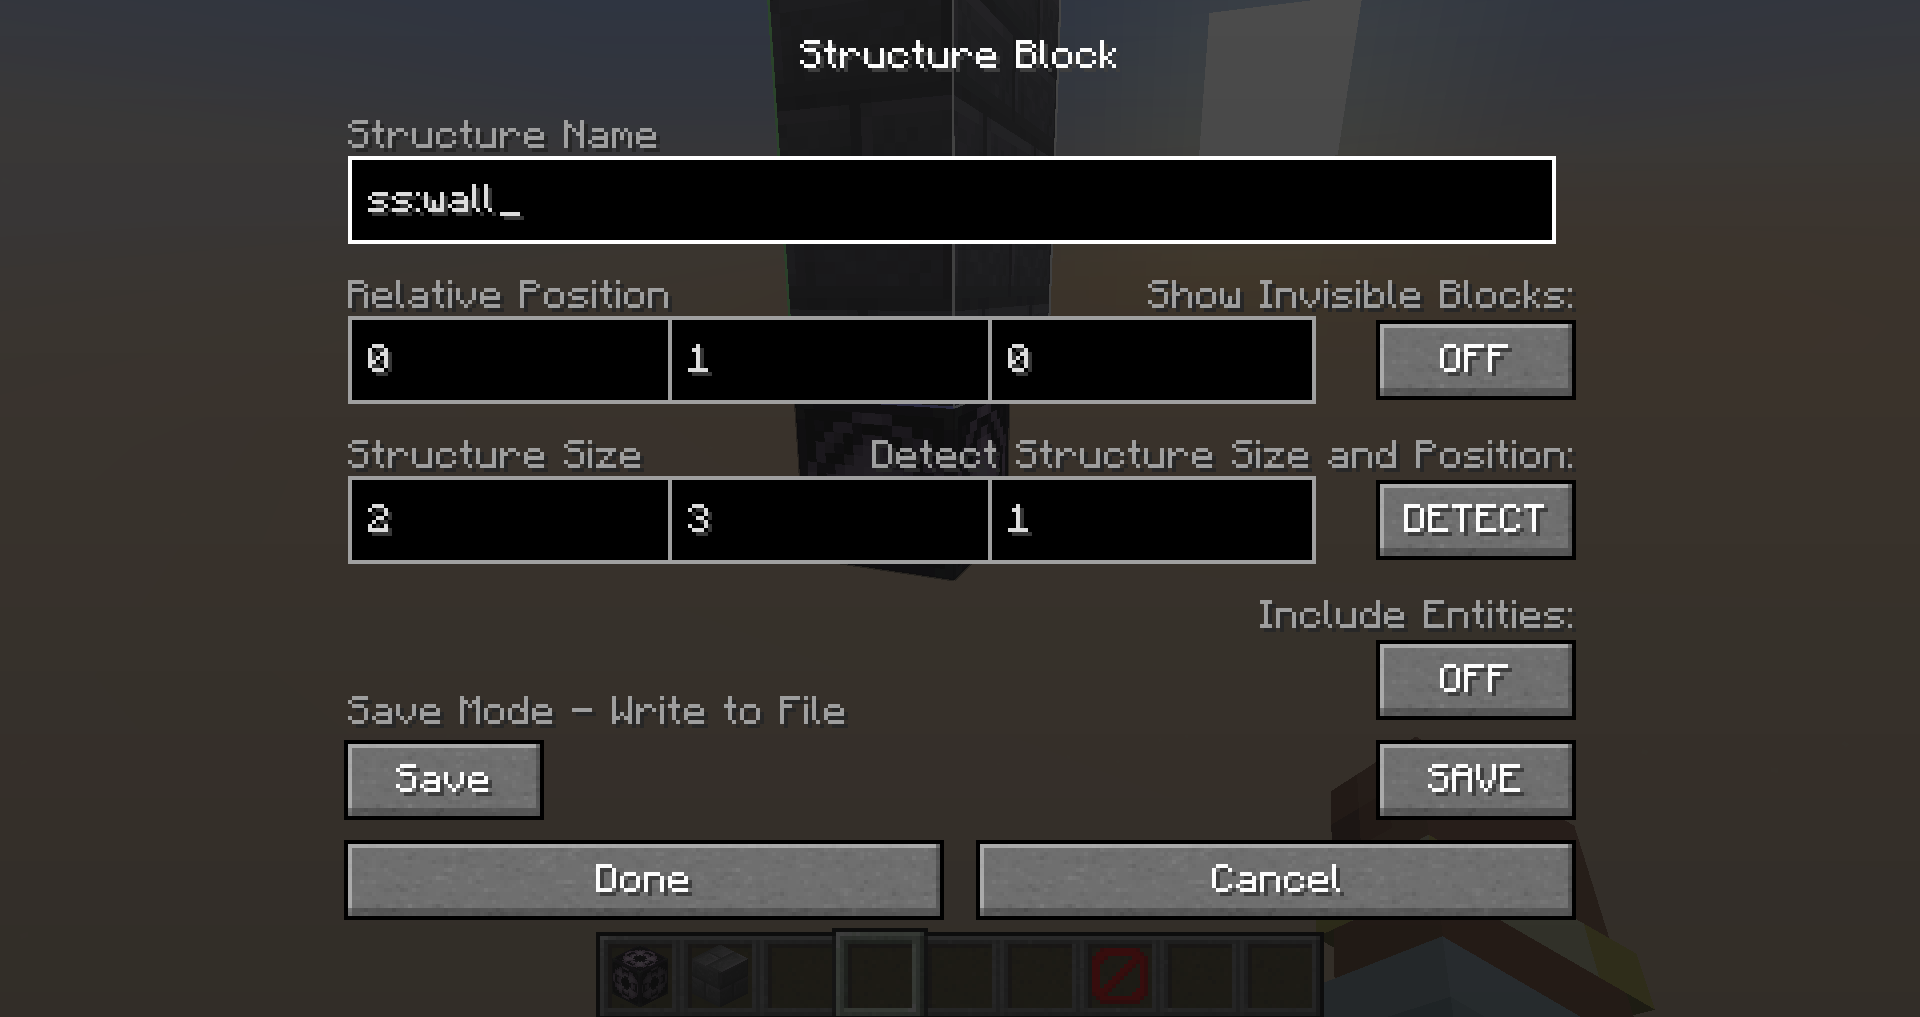 Structure Block
Structure Name
ss:wall_
Relative Position
Show Invisible Blocks:
0 1 0
OFF
Structure Size
Detect Structure Size and Position:
2 3 1
DETECT
Include Entities:
OFF
Save Mode - Write to File
Save
SAVE
Done
Cancel